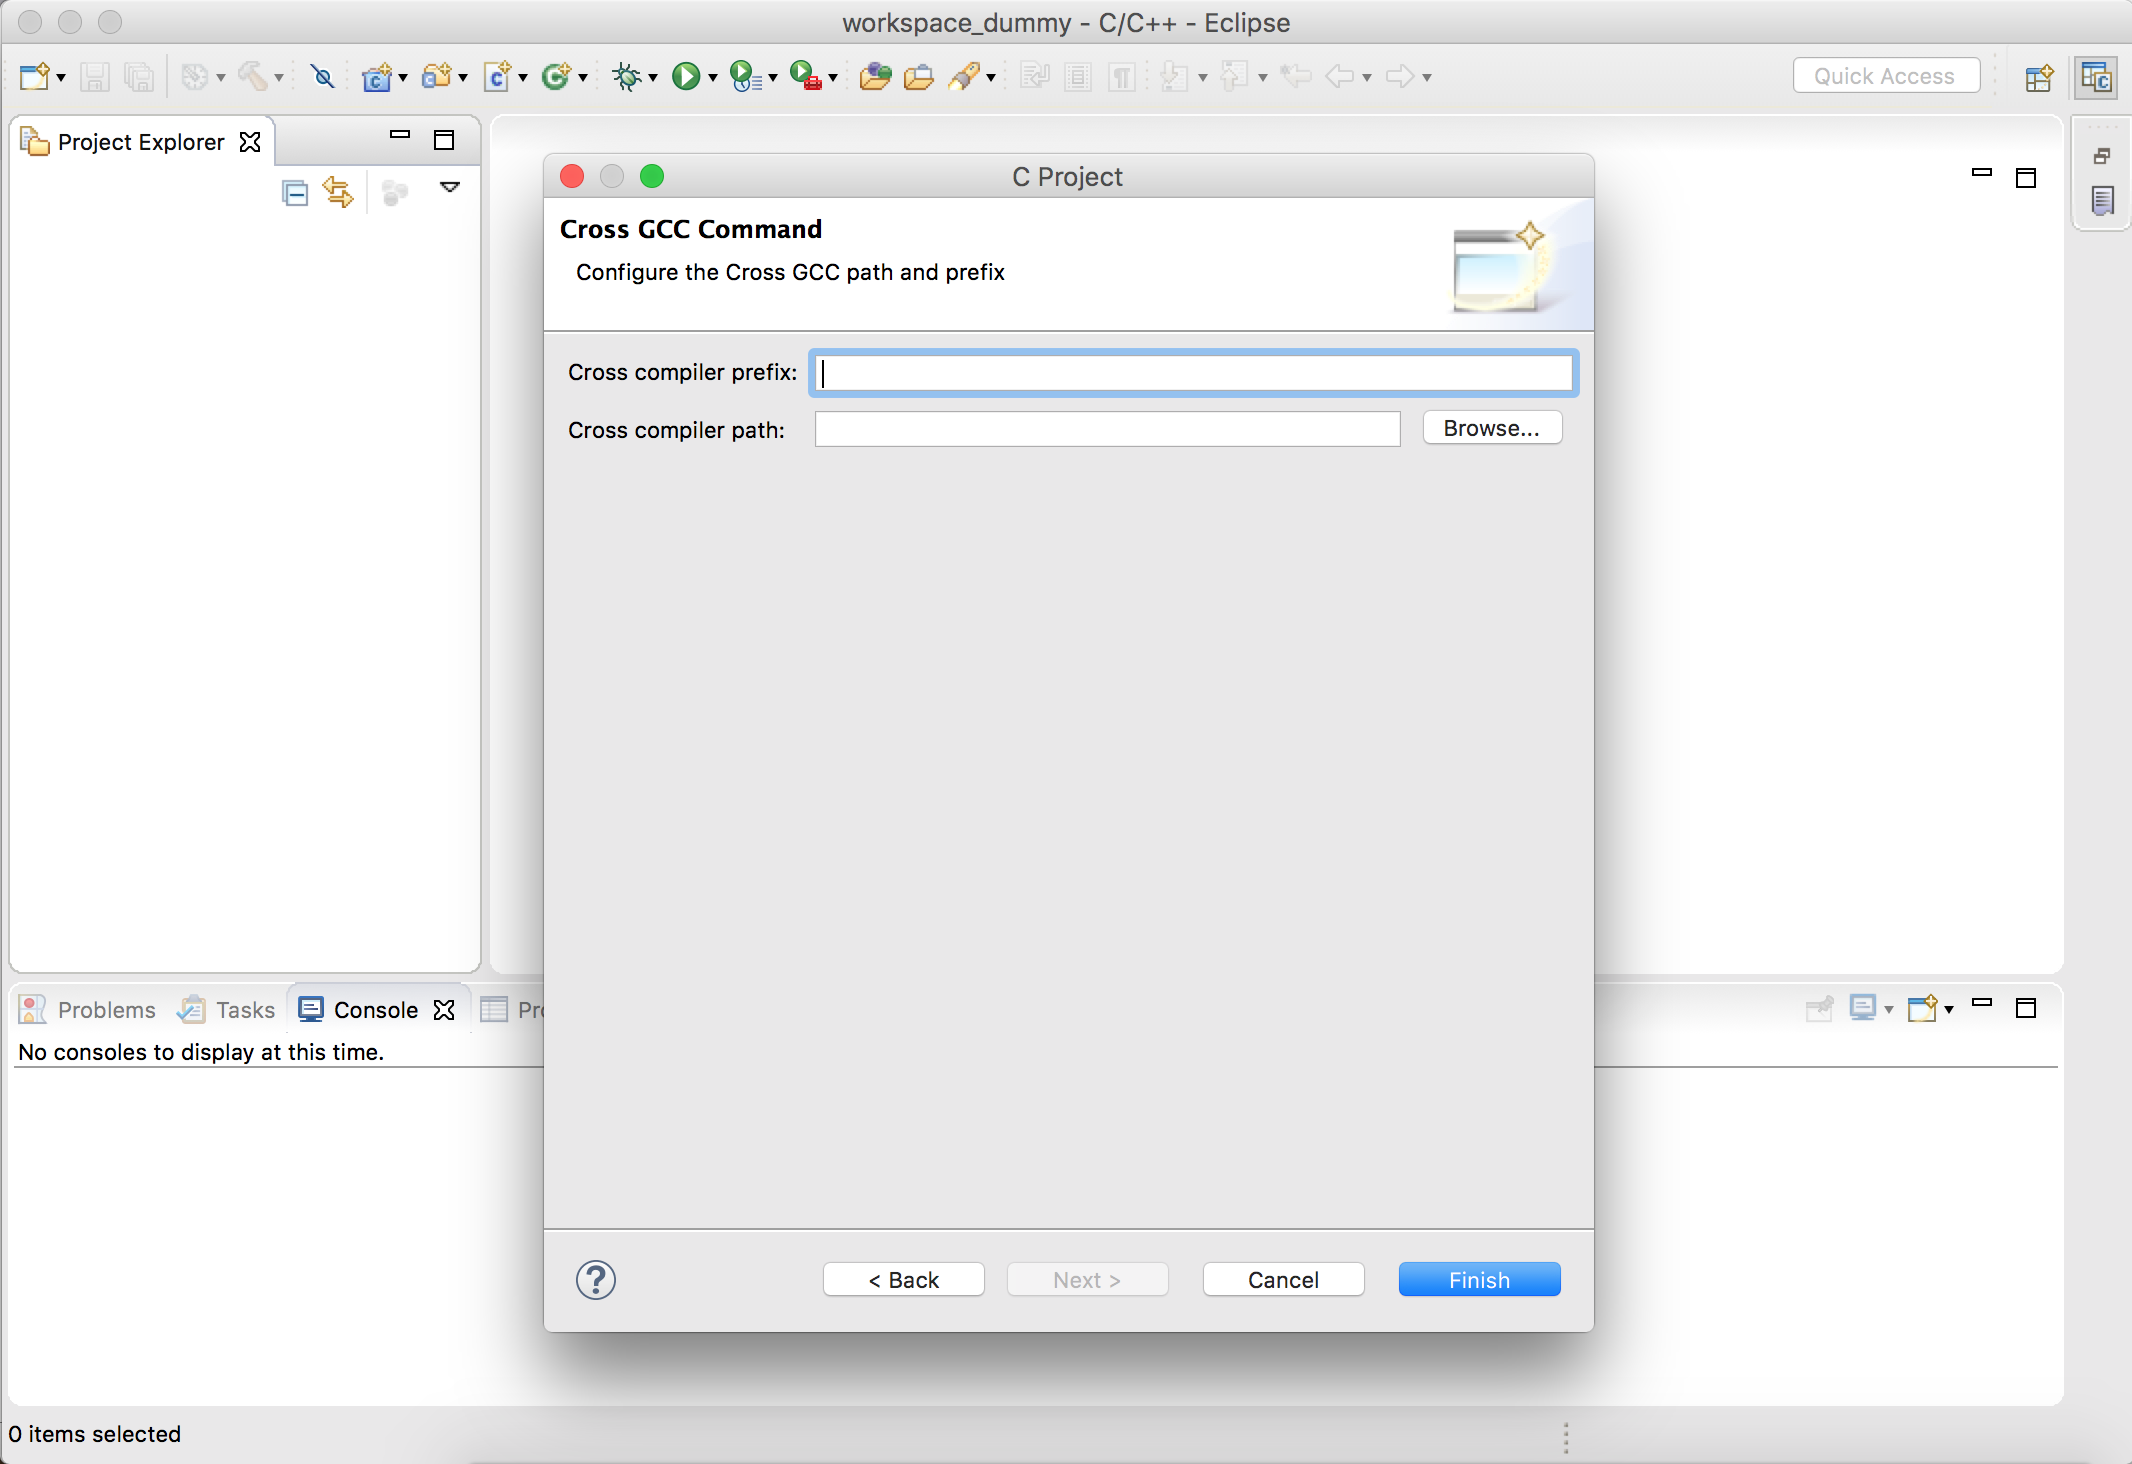 workspace_dummy - C/C++ - Eclipse
Quick Access
Project Explorer
C Project
Cross GCC Command
Configure the Cross GCC path and prefix
Cross compiler prefix:
Cross compiler path:
Browse...
Problems
Tasks
Console
No consoles to display at this time.
?
< Back
Next >
Cancel
Finish
0 items selected